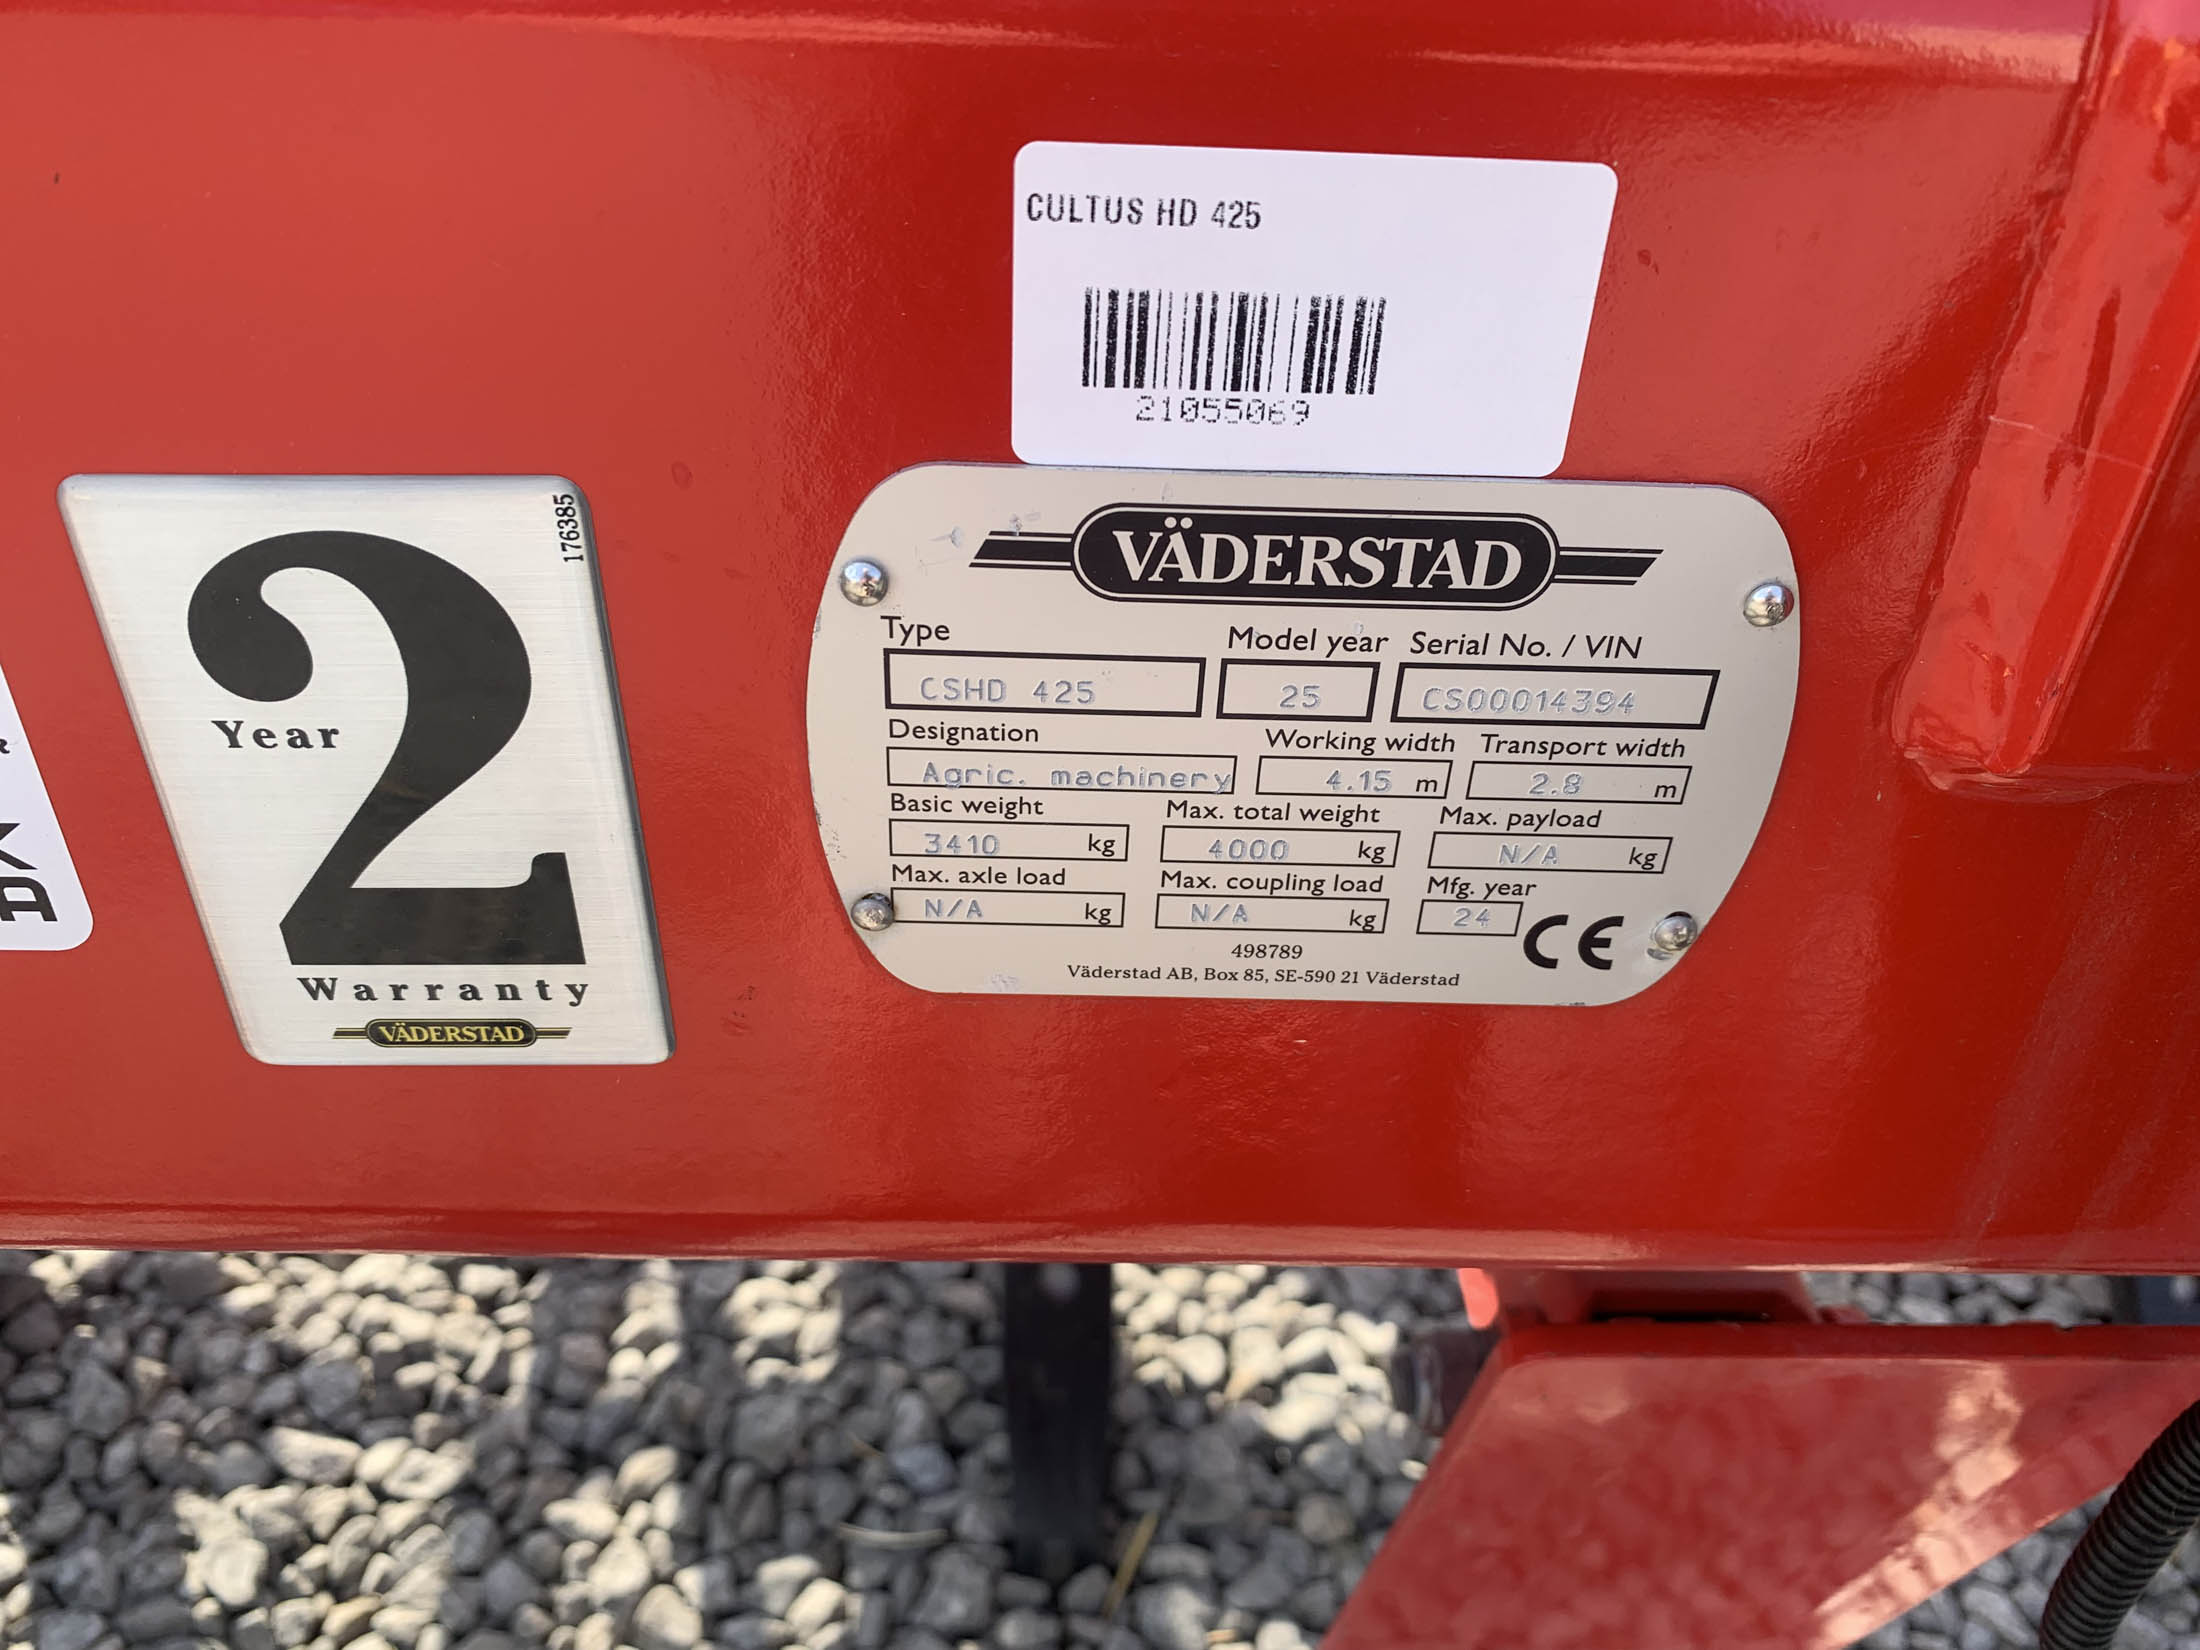 CULTUS HD 425
21055069
176385
2
Year
Warranty
VÄDERSTAD
VÄDERSTAD
Type Model year Serial No. / VIN
CSHD 425 25 CS00014394
Designation Working width Transport width
Agric. machinery 4.15 m 2.8 m
Basic weight Max. total weight Max. payload
3410 kg 4000 kg N/A kg
Max. axle load Max. coupling load Mfg. year
N/A kg N/A kg 24 CE
498789
Väderstad AB, Box 85, SE-590 21 Väderstad